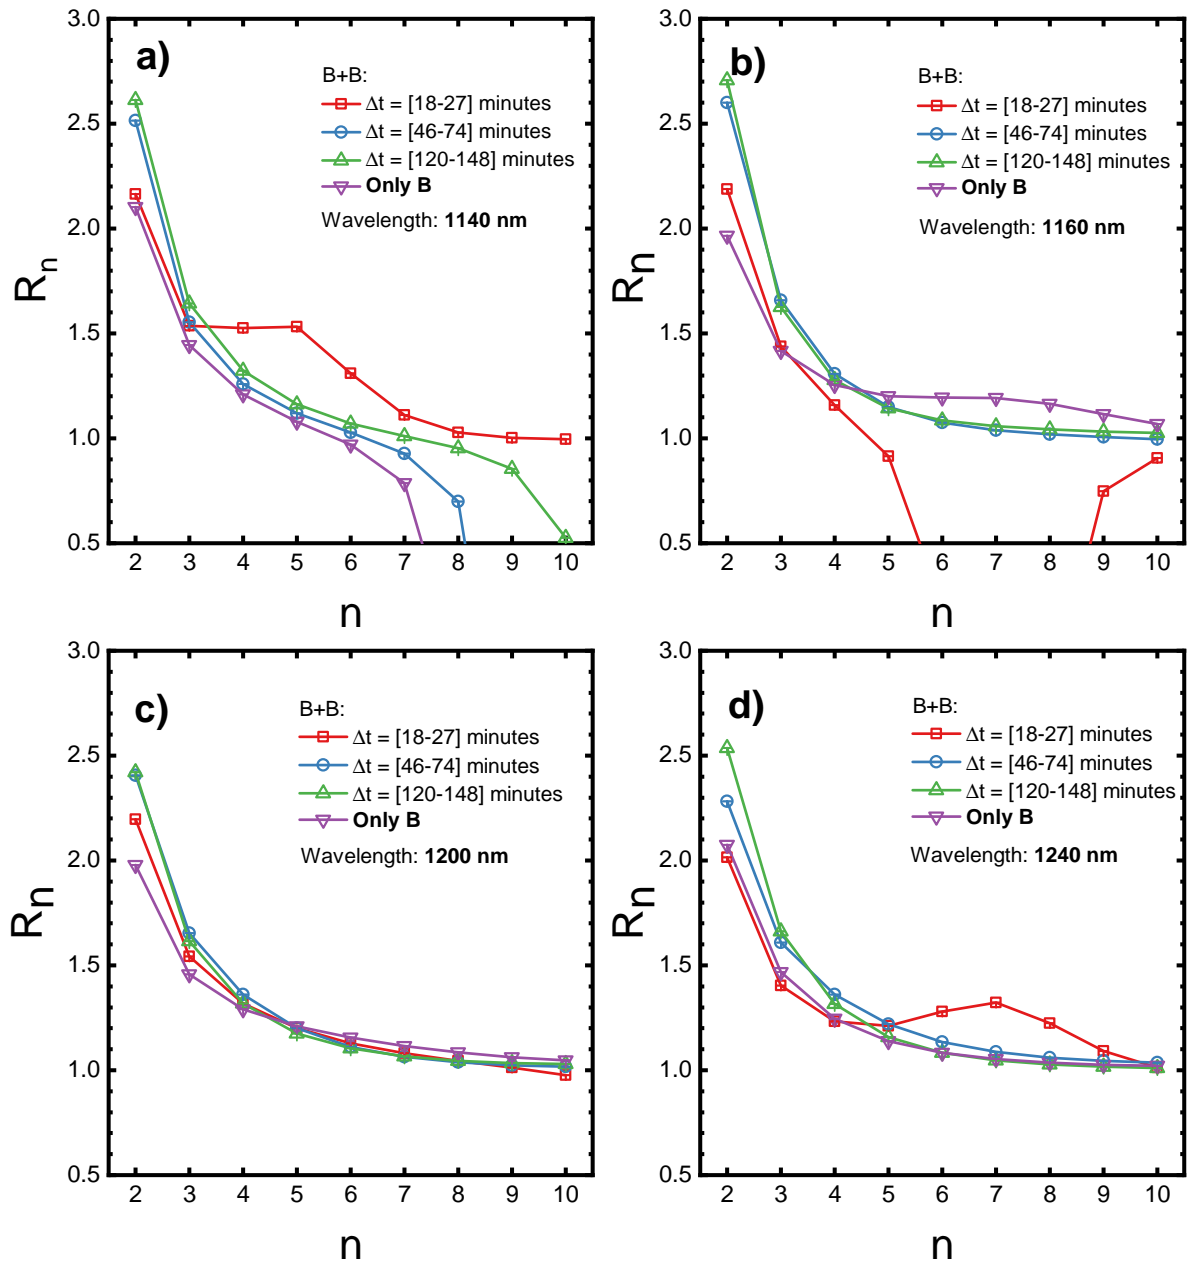 a)
B+B:
Δt = [18-27] minutes
Δt = [46-74] minutes
Δt = [120-148] minutes
Only B
Wavelength: 1140 nm
3.0
2.5
2.0
1.5
1.0
0.5
Rn
2 3 4 5 6 7 8 9 10
n
b)
B+B:
Δt = [18-27] minutes
Δt = [46-74] minutes
Δt = [120-148] minutes
Only B
Wavelength: 1160 nm
3.0
2.5
2.0
1.5
1.0
0.5
Rn
2 3 4 5 6 7 8 9 10
n
c)
B+B:
Δt = [18-27] minutes
Δt = [46-74] minutes
Δt = [120-148] minutes
Only B
Wavelength: 1200 nm
3.0
2.5
2.0
1.5
1.0
0.5
Rn
2 3 4 5 6 7 8 9 10
n
d)
B+B:
Δt = [18-27] minutes
Δt = [46-74] minutes
Δt = [120-148] minutes
Only B
Wavelength: 1240 nm
3.0
2.5
2.0
1.5
1.0
0.5
Rn
2 3 4 5 6 7 8 9 10
n